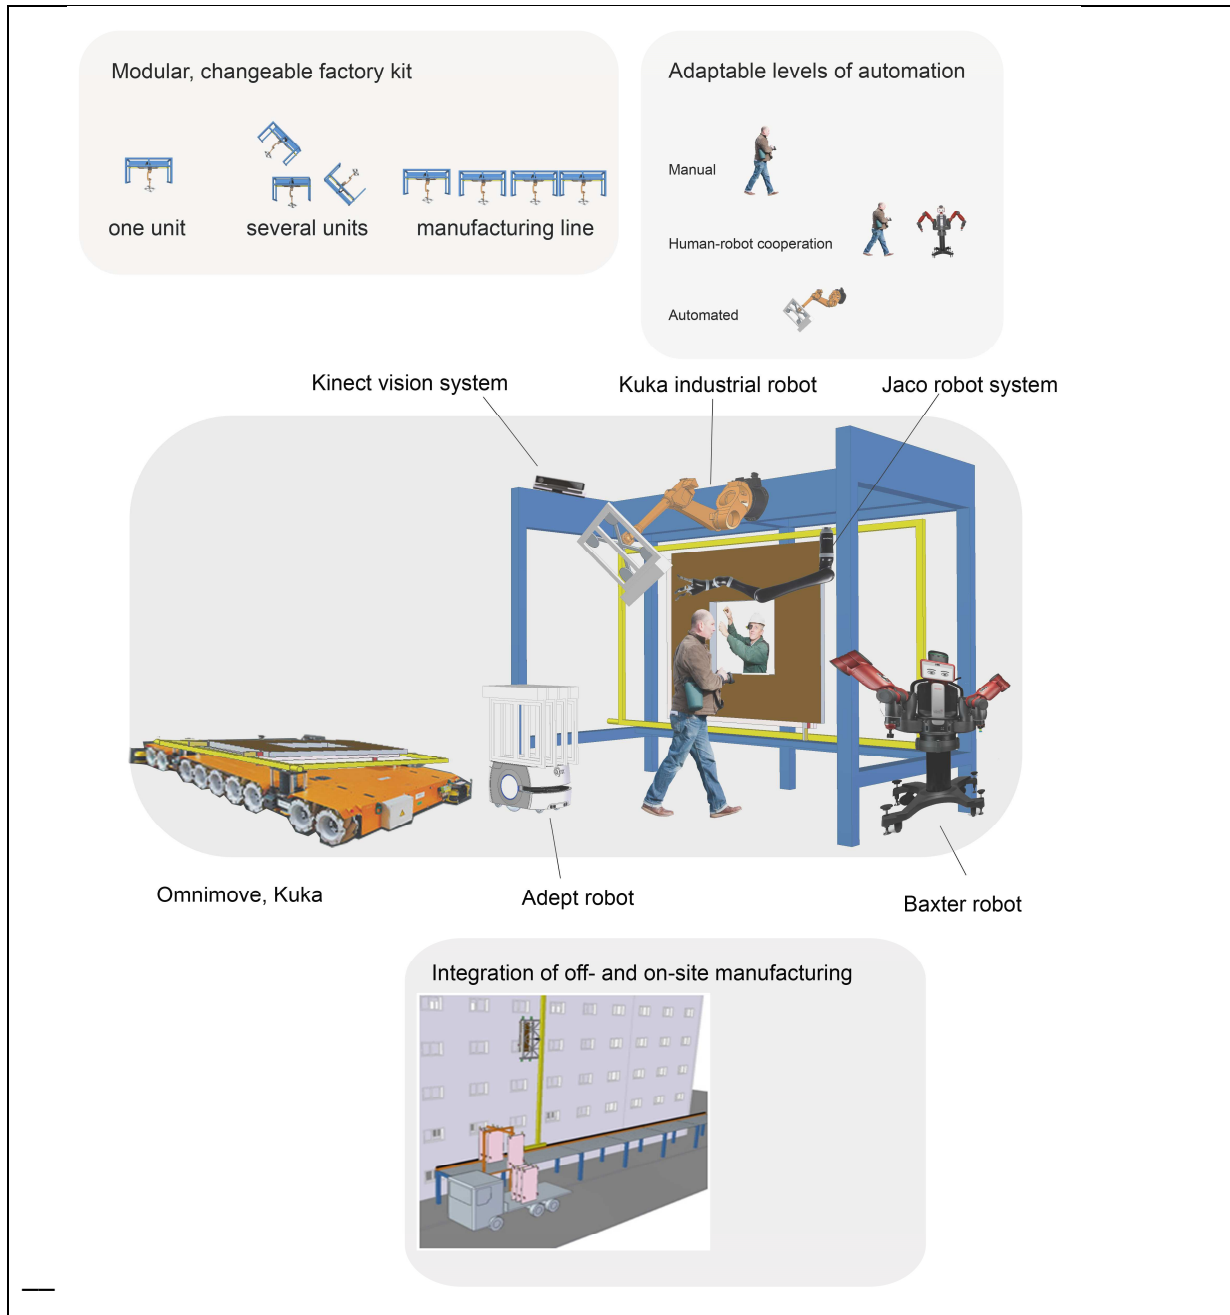 Modular, changeable factory kit
one unit
several units
manufacturing line
Adaptable levels of automation
Manual
Human-robot cooperation
Automated
Kinect vision system
Kuka industrial robot
Jaco robot system
Omnimove, Kuka
Adept robot
Baxter robot
Integration of off- and on-site manufacturing